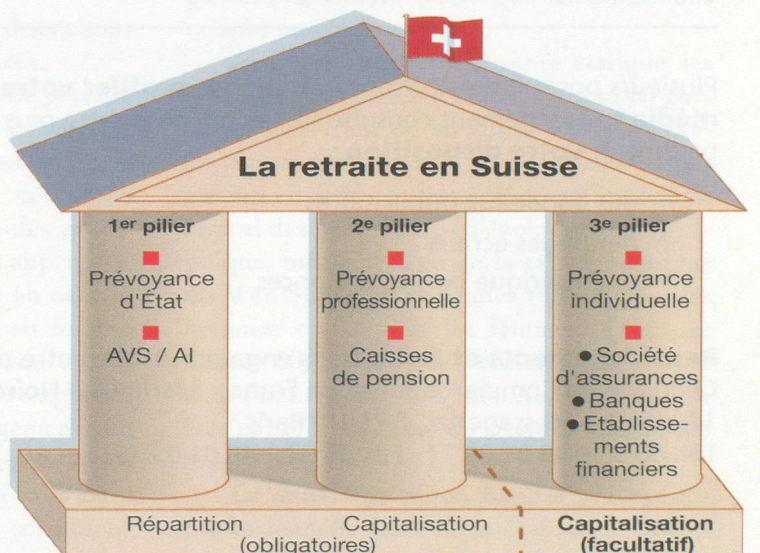 La retraite en Suisse
1er pilier
Prévoyance
d'État
AVS / AI
2e pilier
Prévoyance
professionnelle
Caisses
de pension
3e pilier
Prévoyance
individuelle
● Société
d'assurances
● Banques
● Etablisse-
ments
financiers
Répartition
Capitalisation
(obligatoires)
Capitalisation
(facultatif)